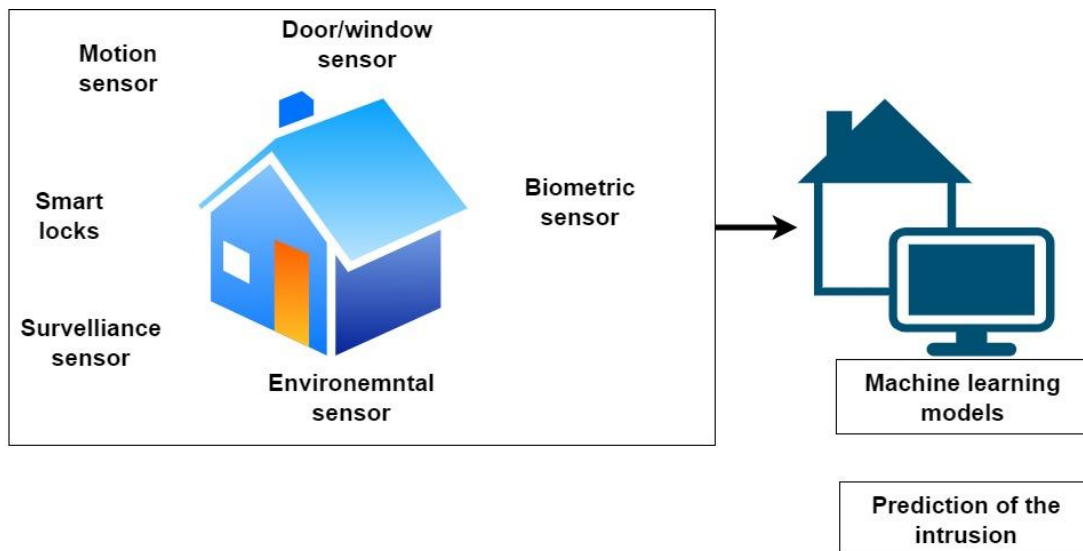 Door/window
sensor
Motion
sensor
Biometric
sensor
Smart
locks
Survelliance
sensor
Environemntal
sensor
Machine learning
models
Prediction of the
intrusion